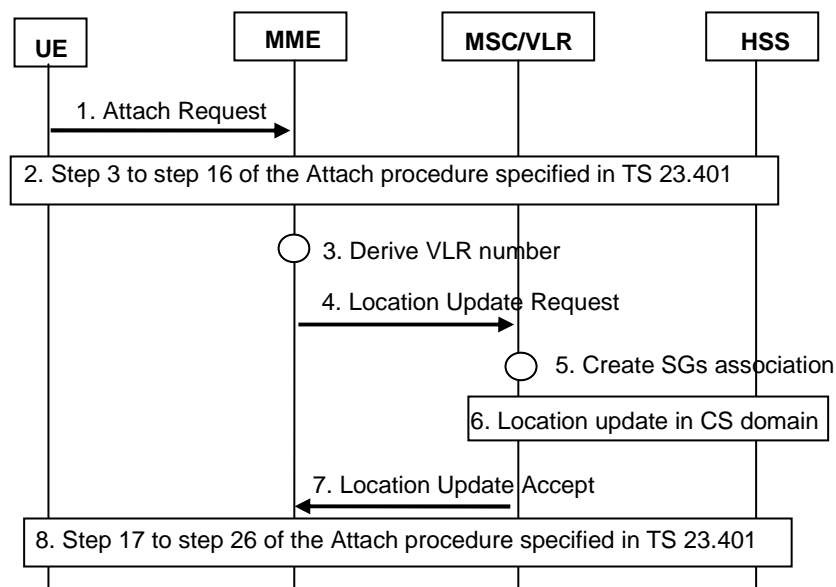 UE
MME
MSC/VLR
HSS
1. Attach Request
2. Step 3 to step 16 of the Attach procedure specified in TS 23.401
3. Derive VLR number
4. Location Update Request
5. Create SGs association
6. Location update in CS domain
7. Location Update Accept
8. Step 17 to step 26 of the Attach procedure specified in TS 23.401